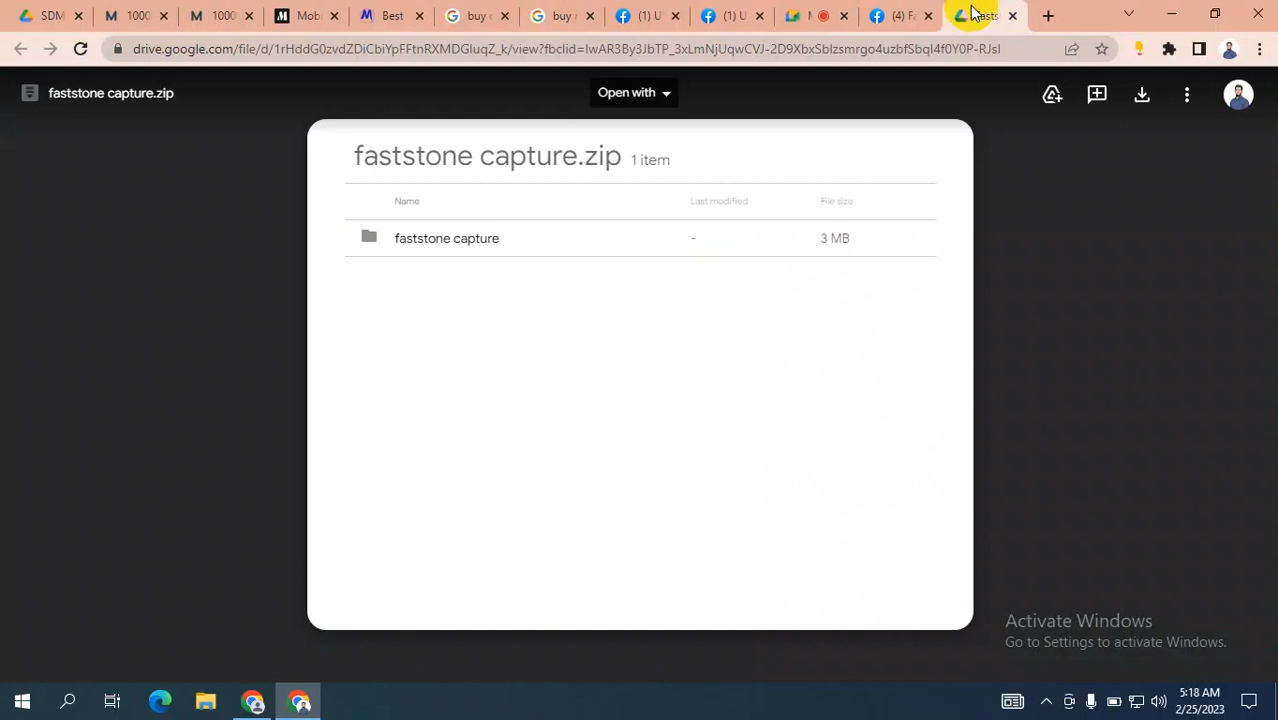 SDM
1000
1000
Mob
Best
buy c
buy r
(1) U
(1) U
M
(4) Fa
drive.google.com/file/d/1rHddG0zvdZDiCbiYpFFtnRXMDGluqZ_k/view?fbclid=IwAR3By3JbTP_3xLmNjUqwCVJ-2D9XbxSbIzsmrgo4uzbfSbqI4f0Y0P-RJsI
faststone capture.zip
Open with
faststone capture.zip 1 item
Name Last modified File size
faststone capture - 3 MB
Activate Windows
Go to Settings to activate Windows.
5:18 AM
2/25/2023